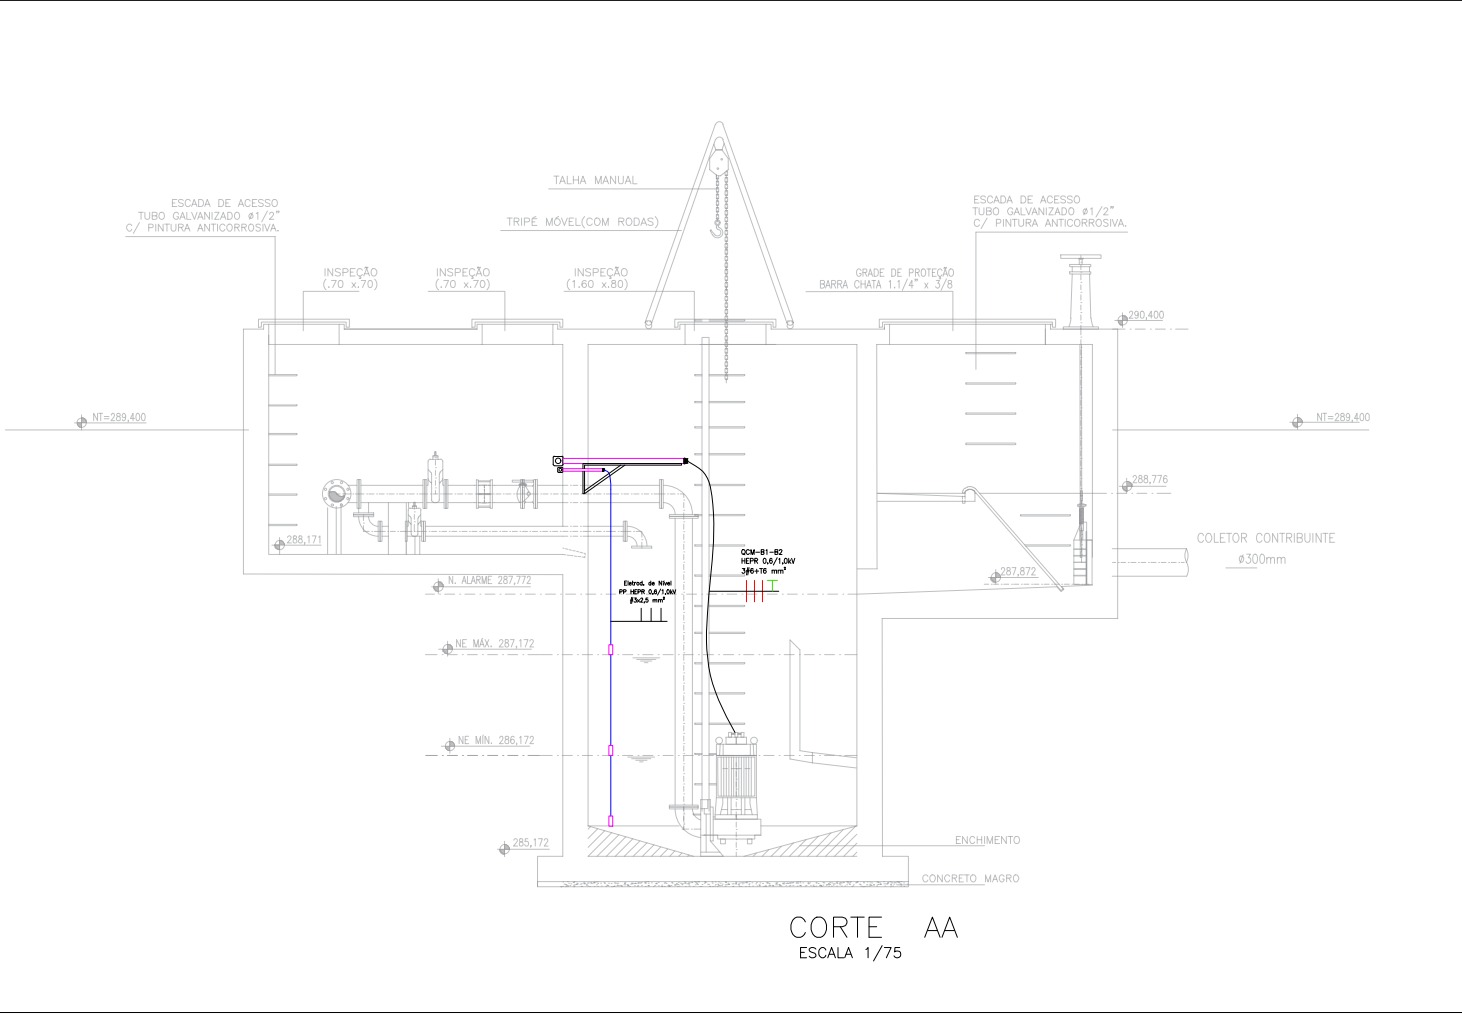 TALHA MANUAL
ESCADA DE ACESSO
TUBO GALVANIZADO ø1/2"
C/ PINTURA ANTICORROSIVA.
TRIPÉ MÓVEL(COM RODAS)
ESCADA DE ACESSO
TUBO GALVANIZADO ø1/2"
C/ PINTURA ANTICORROSIVA.
INSPEÇÃO
(.70 x.70)
INSPEÇÃO
(.70 x.70)
INSPEÇÃO
(1.60 x.80)
GRADE DE PROTEÇÃO
BARRA CHATA 1.1/4" x 3/8
290,400
NT=289,400
NT=289,400
288,776
288,171
COLETOR CONTRIBUINTE
ø300mm
QCM-B1-B2
HEPR 0,6/1,0kV
3#6+T6 mm²
287,872
N. ALARME 287,772
Eletrod. de Nível
PP HEPR 0,6/1,0kV
#3x2,5 mm²
NE MÁX. 287,172
NE MÍN. 286,172
285,172
ENCHIMENTO
CONCRETO MAGRO
CORTE AA
ESCALA 1/75